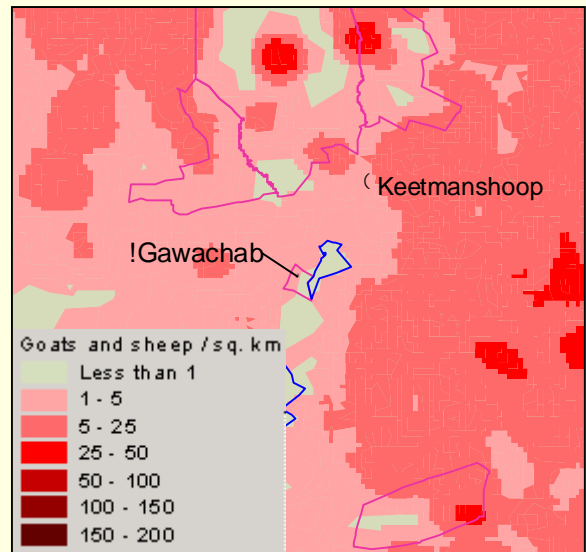 Keetmanshoop
!Gawachab
Goats and sheep / sq. km
Less than 1
1 - 5
5 - 25
25 - 50
50 - 100
100 - 150
150 - 200